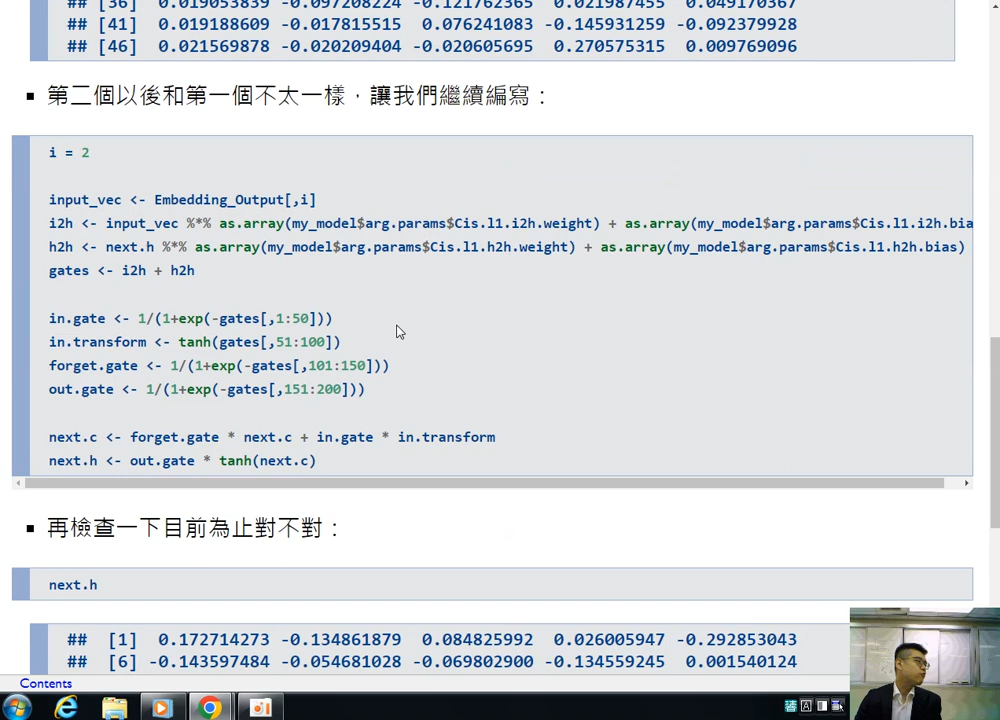 ## [36] 0.019053839 -0.097208224 -0.121762365 0.021987455 0.049170367
## [41] 0.019188609 -0.017815515 0.076241083 -0.145931259 -0.092379928
## [46] 0.021569878 -0.020209404 -0.020605695 0.270575315 0.009769096
▪ 第二個以後和第一個不太一樣，讓我們繼續編寫：
i = 2
input_vec <- Embedding_Output[,i]
i2h <- input_vec %*% as.array(my_model$arg.params$Cis.l1.i2h.weight) + as.array(my_model$arg.params$Cis.l1.i2h.bia
h2h <- next.h %*% as.array(my_model$arg.params$Cis.l1.h2h.weight) + as.array(my_model$arg.params$Cis.l1.h2h.bias)
gates <- i2h + h2h
in.gate <- 1/(1+exp(-gates[,1:50]))
in.transform <- tanh(gates[,51:100])
forget.gate <- 1/(1+exp(-gates[,101:150]))
out.gate <- 1/(1+exp(-gates[,151:200]))
next.c <- forget.gate * next.c + in.gate * in.transform
next.h <- out.gate * tanh(next.c)
▪ 再檢查一下目前為止對不對：
next.h
## [1] 0.172714273 -0.134861879 0.084825992 0.026005947 -0.292853043
## [6] -0.143597484 -0.054681028 -0.069802900 -0.134559245 0.001540124
Contents